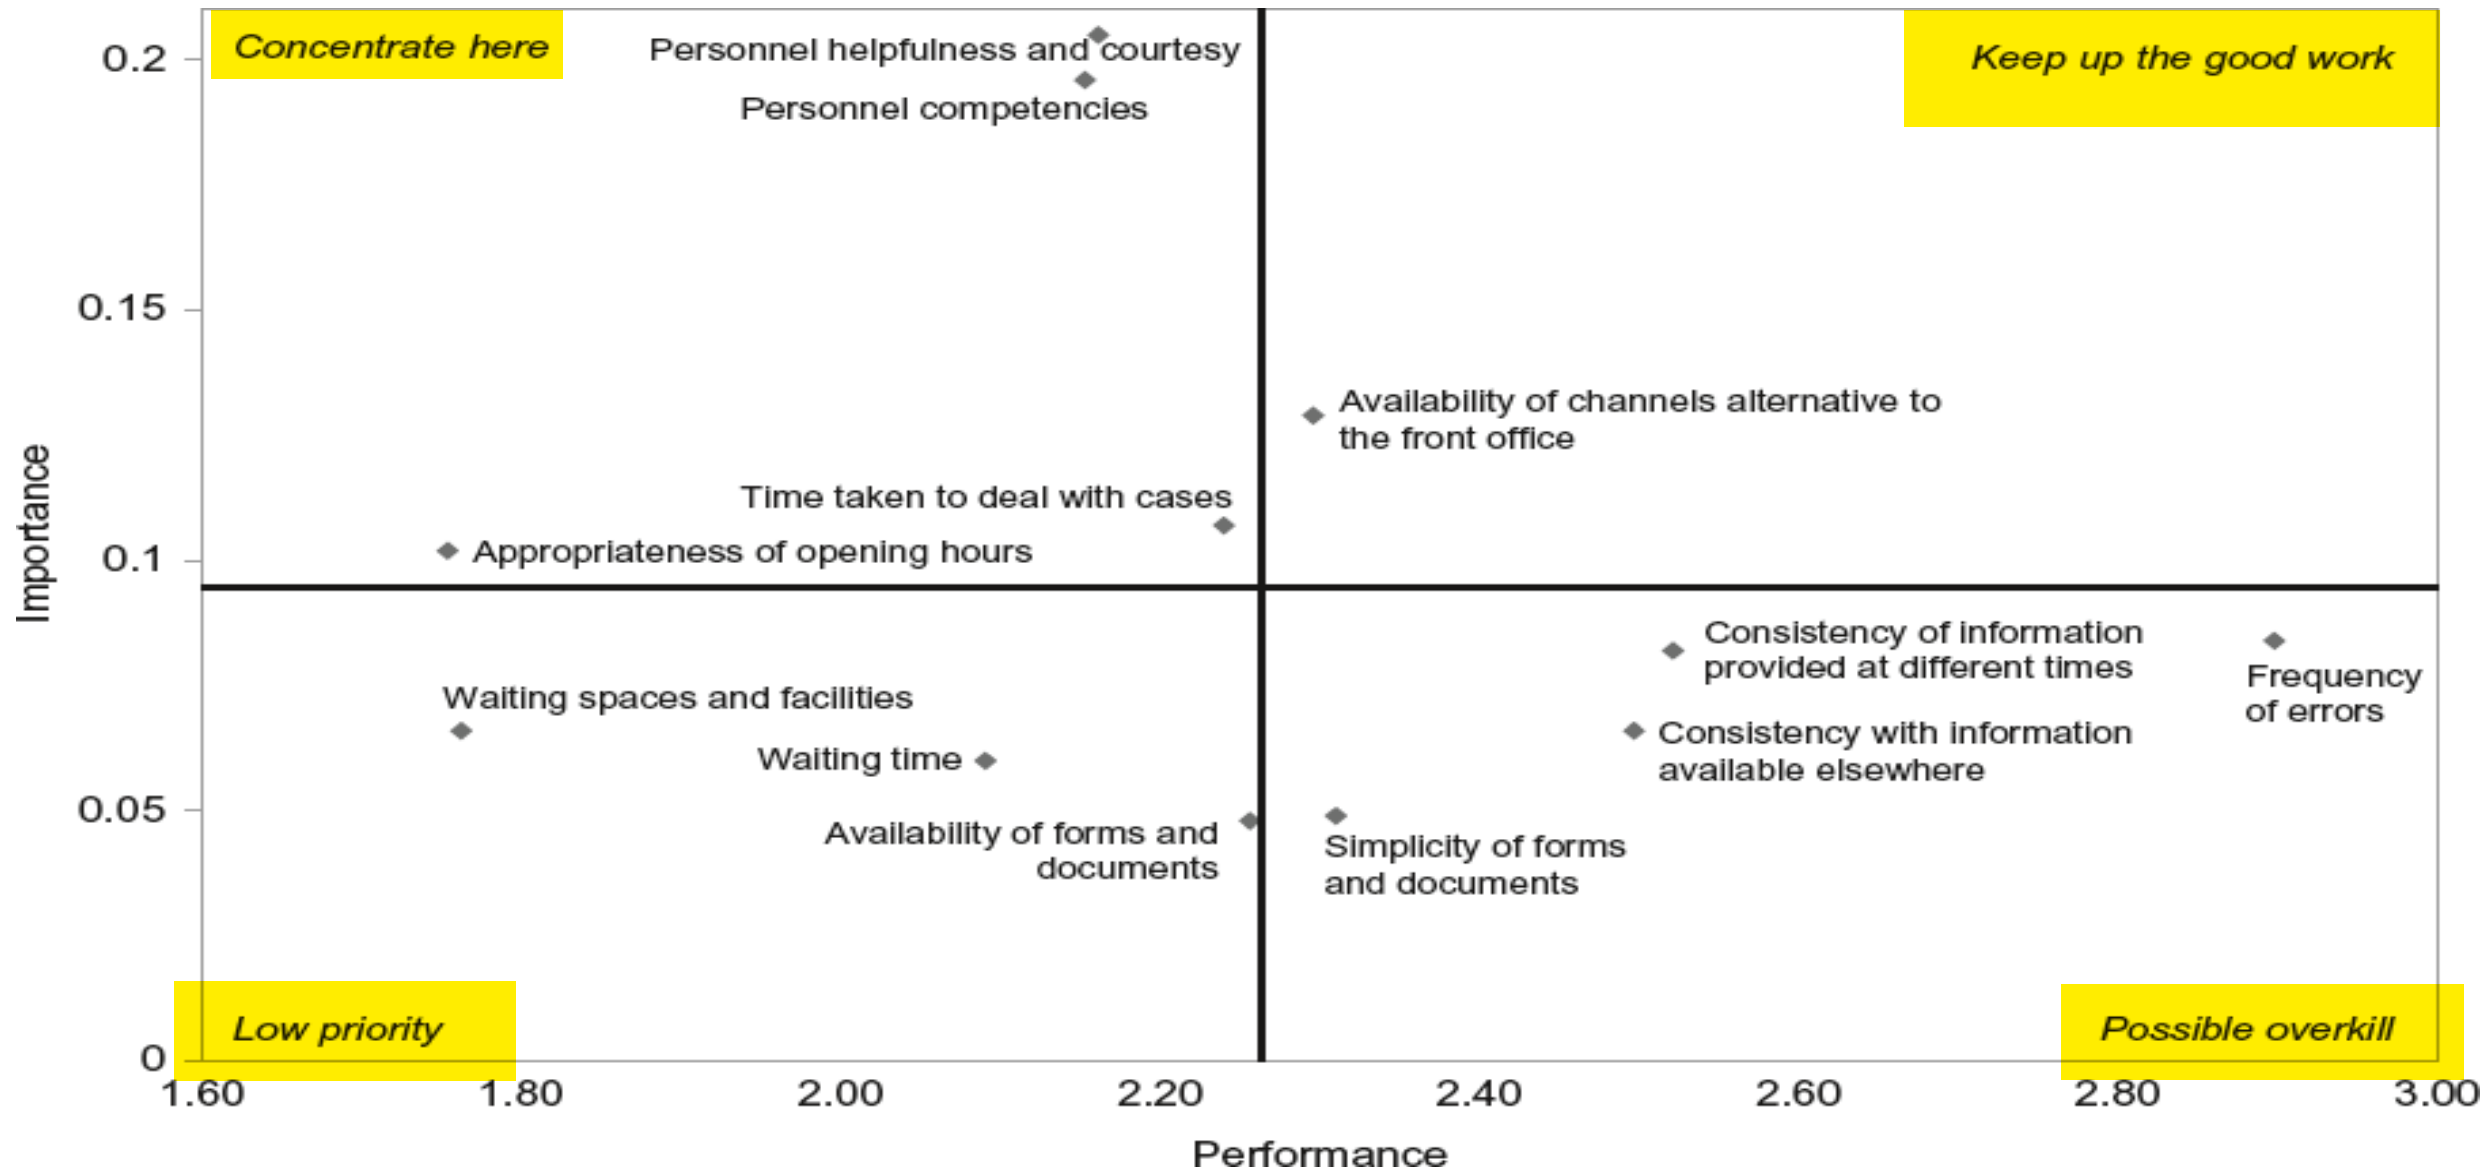 Concentrate here
Keep up the good work
0.2
Personnel helpfulness and courtesy
Personnel competencies
0.15
Availability of channels alternative to
the front office
Time taken to deal with cases
Appropriateness of opening hours
0.1
Importance
Consistency of information
provided at different times
Frequency
of errors
Waiting spaces and facilities
Consistency with information
available elsewhere
Waiting time
0.05
Availability of forms and
documents
Simplicity of forms
and documents
Low priority
Possible overkill
0
1.60 1.80 2.00 2.20 2.40 2.60 2.80 3.00
Performance